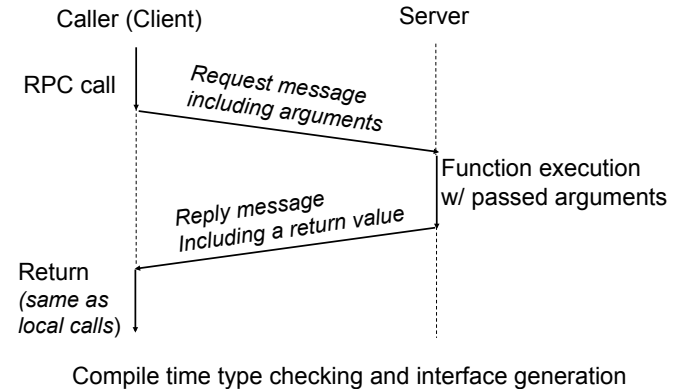 Caller (Client)
Server
RPC call
Request message
including arguments
Function execution
w/ passed arguments
Reply message
Including a return value
Return
(same as
local calls)
Compile time type checking and interface generation